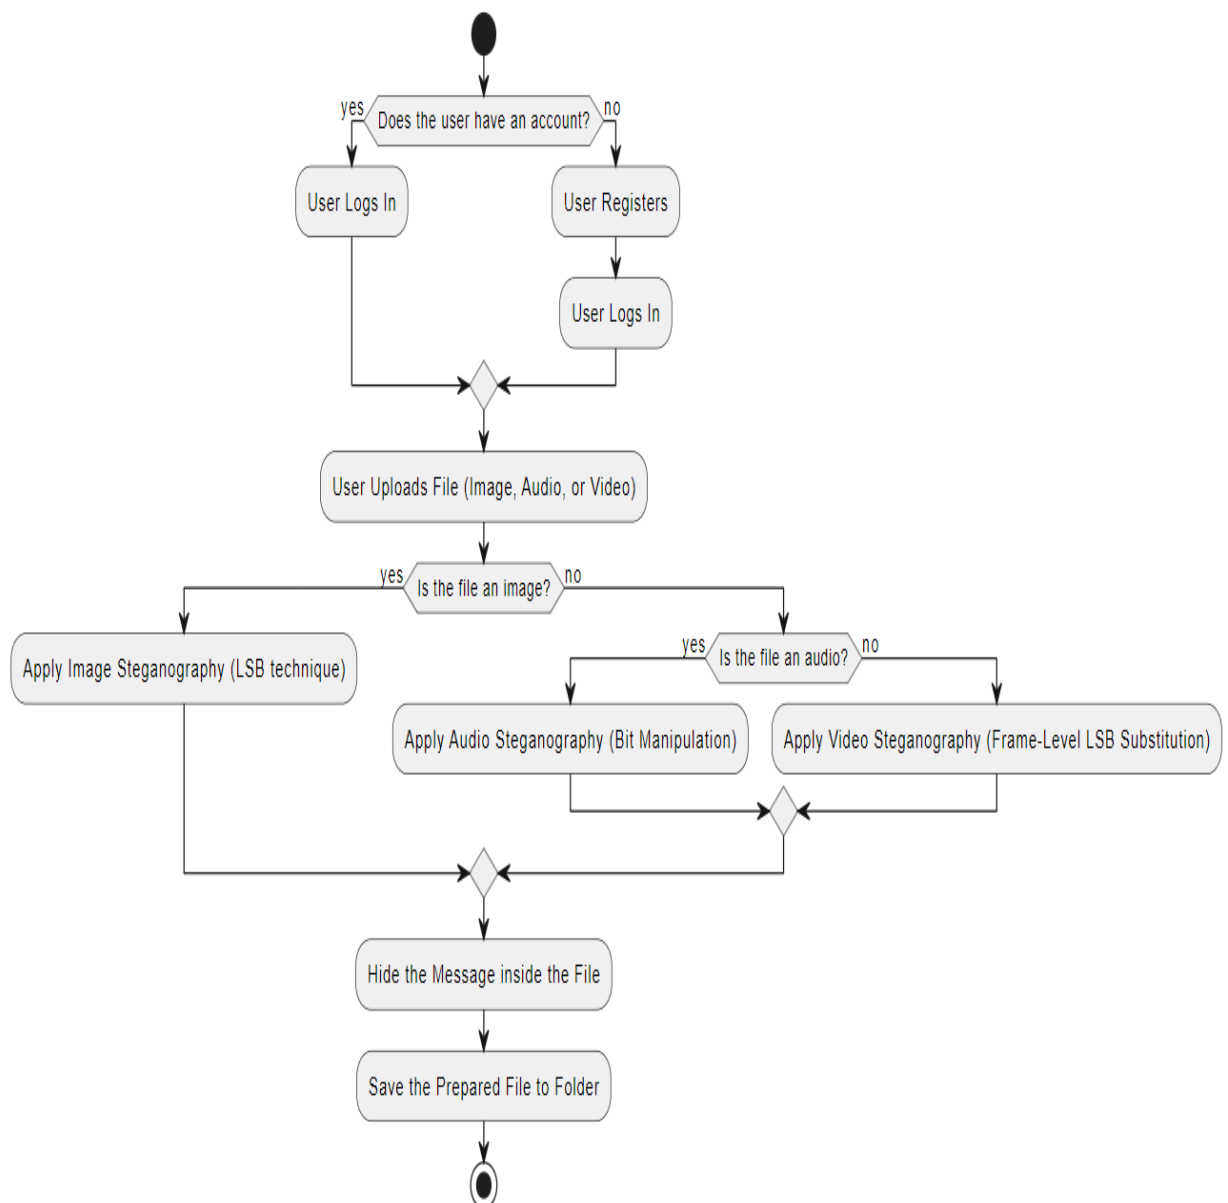 yes
Does the user have an account?
no
User Logs In
User Registers
User Logs In
User Uploads File (Image, Audio, or Video)
yes
Is the file an image?
no
Apply Image Steganography (LSB technique)
yes
Is the file an audio?
no
Apply Audio Steganography (Bit Manipulation)
Apply Video Steganography (Frame-Level LSB Substitution)
Hide the Message inside the File
Save the Prepared File to Folder